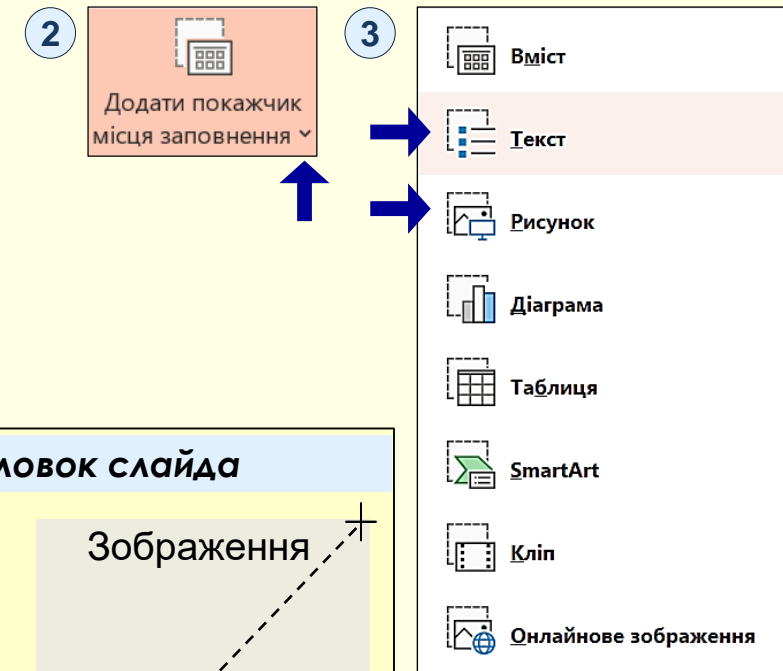 2
Додати покажчик
місця заповнення
3
Вміст
Текст
Рисунок
Діаграма
Таблиця
SmartArt
Кліп
Онлайнове зображення
ловок слайда
Зображення